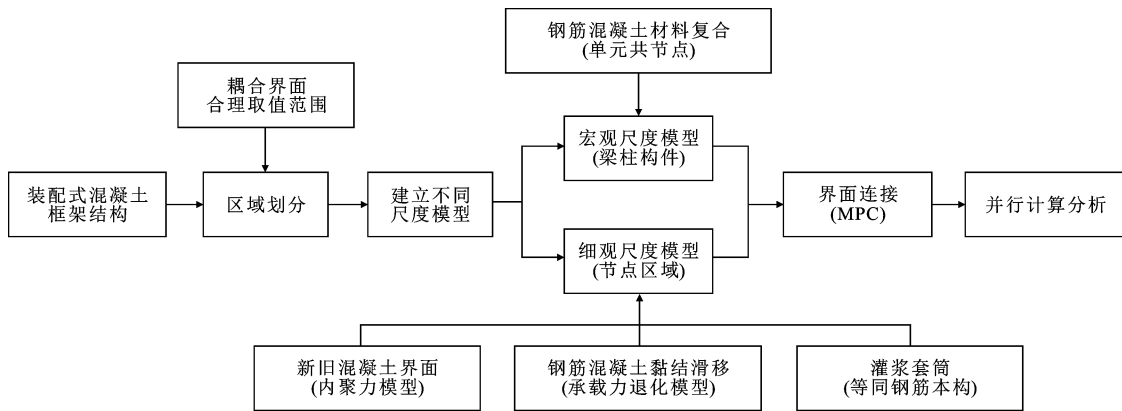 钢筋混凝土材料复合
(单元共节点)
耦合界面
合理取值范围
宏观尺度模型
(梁柱构件)
装配式混凝土
框架结构
区域划分
建立不同
尺度模型
界面连接
(MPC)
并行计算分析
细观尺度模型
(节点区域)
新旧混凝土界面
(内聚力模型)
钢筋混凝土黏结滑移
(承载力退化模型)
灌浆套筒
(等同钢筋本构)